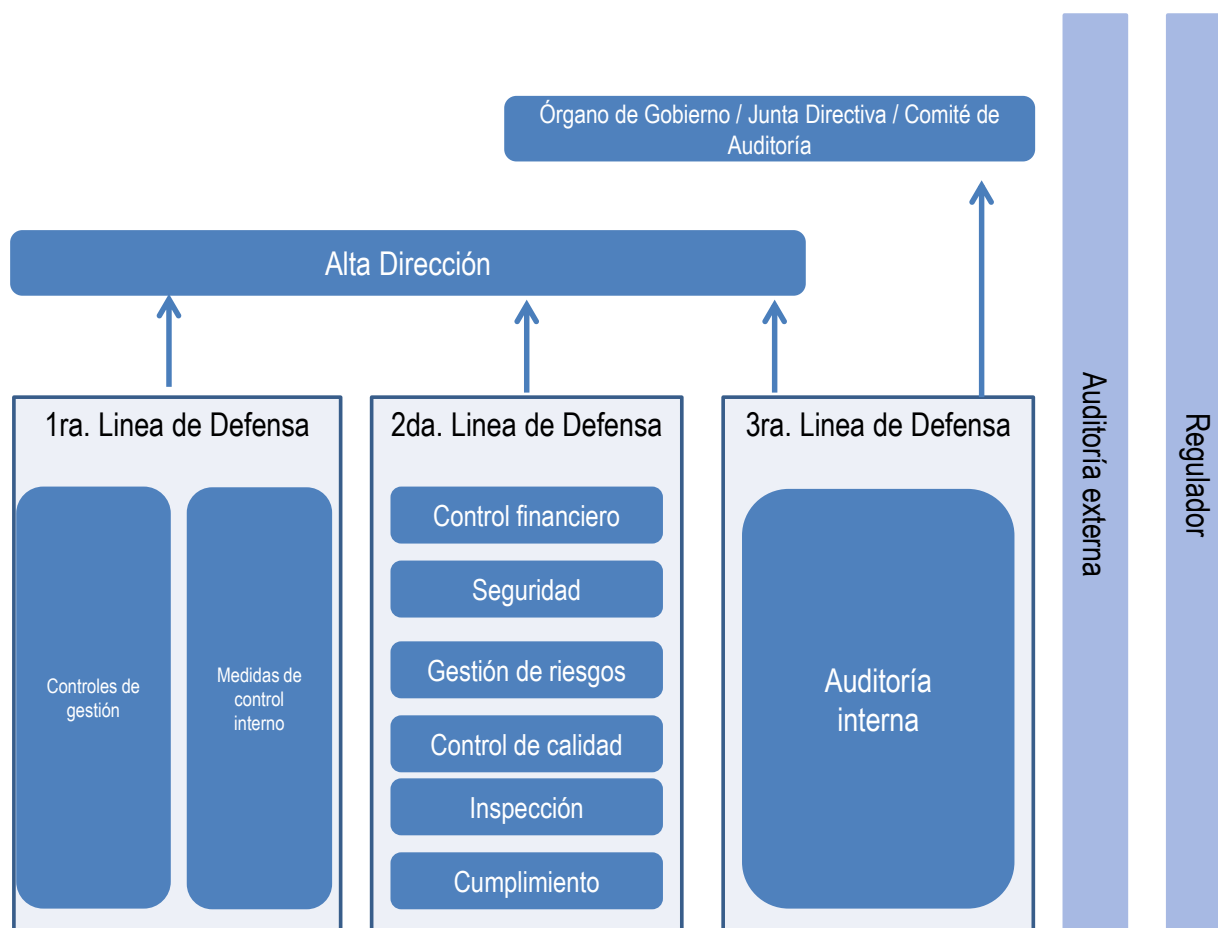 Órgano de Gobierno / Junta Directiva / Comité de
Auditoría
Alta Dirección
1ra. Linea de Defensa
Controles de
gestión
Medidas de
control
interno
2da. Linea de Defensa
Control financiero
Seguridad
Gestión de riesgos
Control de calidad
Inspección
Cumplimiento
3ra. Linea de Defensa
Auditoría
interna
Auditoría externa
Regulador